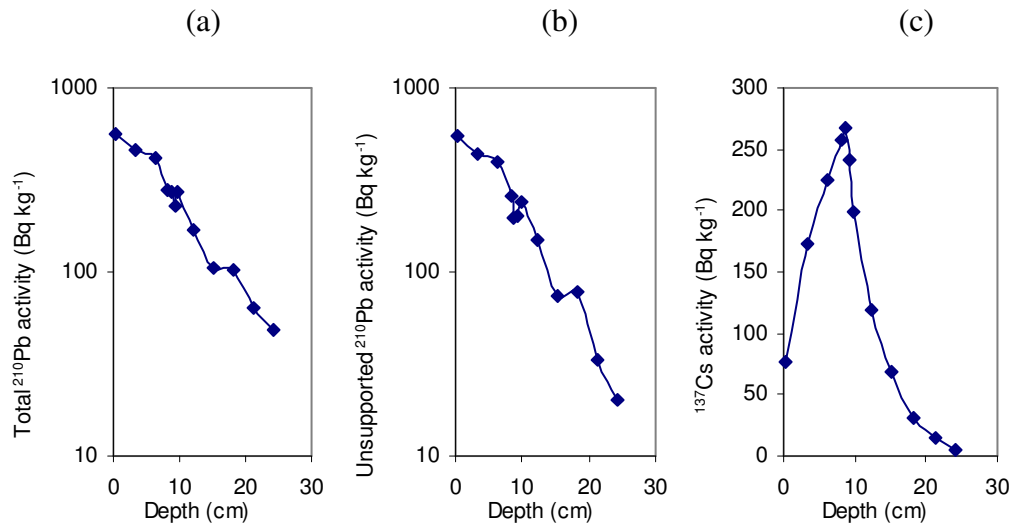 (a)
(b)
(c)
Total ²¹⁰Pb activity (Bq kg⁻¹)
1000
100
10
0 10 20 30
Depth (cm)
Unsupported ²¹⁰Pb activity (Bq kg⁻¹)
1000
100
10
0 10 20 30
Depth (cm)
¹³⁷Cs activity (Bq kg⁻¹)
300
250
200
150
100
50
0
0 10 20 30
Depth (cm)